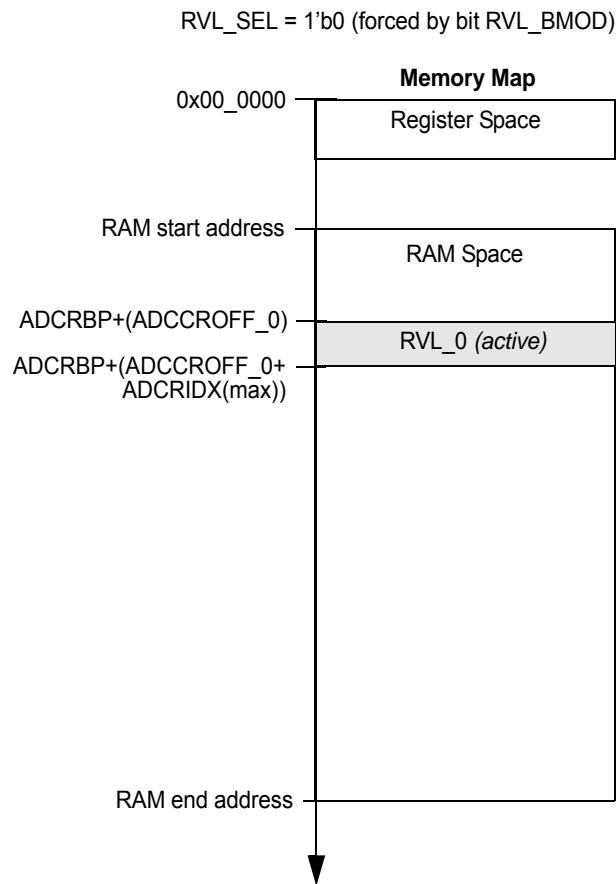 RVL_SEL = 1'b0 (forced by bit RVL_BMOD)
Memory Map
0x00_0000
Register Space
RAM start address
RAM Space
ADCRBP+(ADCCROFF_0)
RVL_0 (active)
ADCRBP+(ADCCROFF_0+
ADCRIDX(max))
RAM end address